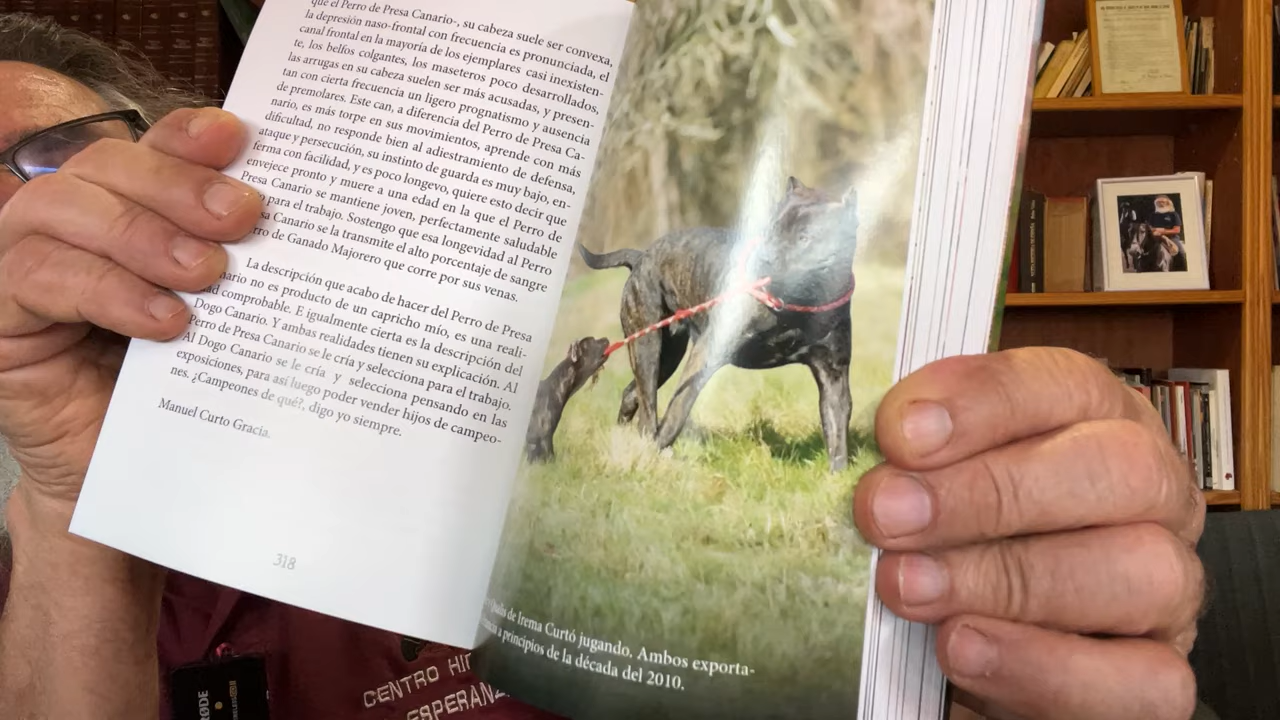 que el Perro de Presa Canario-, su cabeza suele ser convexa,
la depresión naso-frontal con frecuencia es pronunciada, el
canal frontal en la mayoría de los ejemplares casi inexisten-
te, los belfos colgantes, los maseteros poco desarrollados,
las arrugas en su cabeza suelen ser más acusadas, y presen-
tan con cierta frecuencia un ligero prognatismo y ausencia
de premolares. Este can, a diferencia del Perro de Presa Ca-
nario, es más torpe en sus movimientos, aprende con más
dificultad, no responde bien al adiestramiento de defensa,
ataque y persecución, su instinto de guarda es muy bajo, en-
ferma con facilidad, y es poco longevo, quiere esto decir que
envejece pronto y muere a una edad en la que el Perro de
Presa Canario se mantiene joven, perfectamente saludable
para el trabajo. Sostengo que esa longevidad al Perro
Canario se la transmite el alto porcentaje de sangre
de Ganado Majorero que corre por sus venas.
La descripción que acabo de hacer del Perro de Presa
no es producto de un capricho mío, es una reali-
comprobable. E igualmente cierta es la descripción del
Dogo Canario. Y ambas realidades tienen su explicación. Al
Perro de Presa Canario se le cría y selecciona para el trabajo.
Al Dogo Canario se le cría y selecciona pensando en las
exposiciones, para así luego poder vender hijos de campeo-
nes. ¿Campeones de qué?, digo yo siempre.
Manuel Curto Gracia.
318
de Irema Curtó jugando. Ambos exporta-
a principios de la década del 2010.
RØDE
CENTRO
ESPERANZ